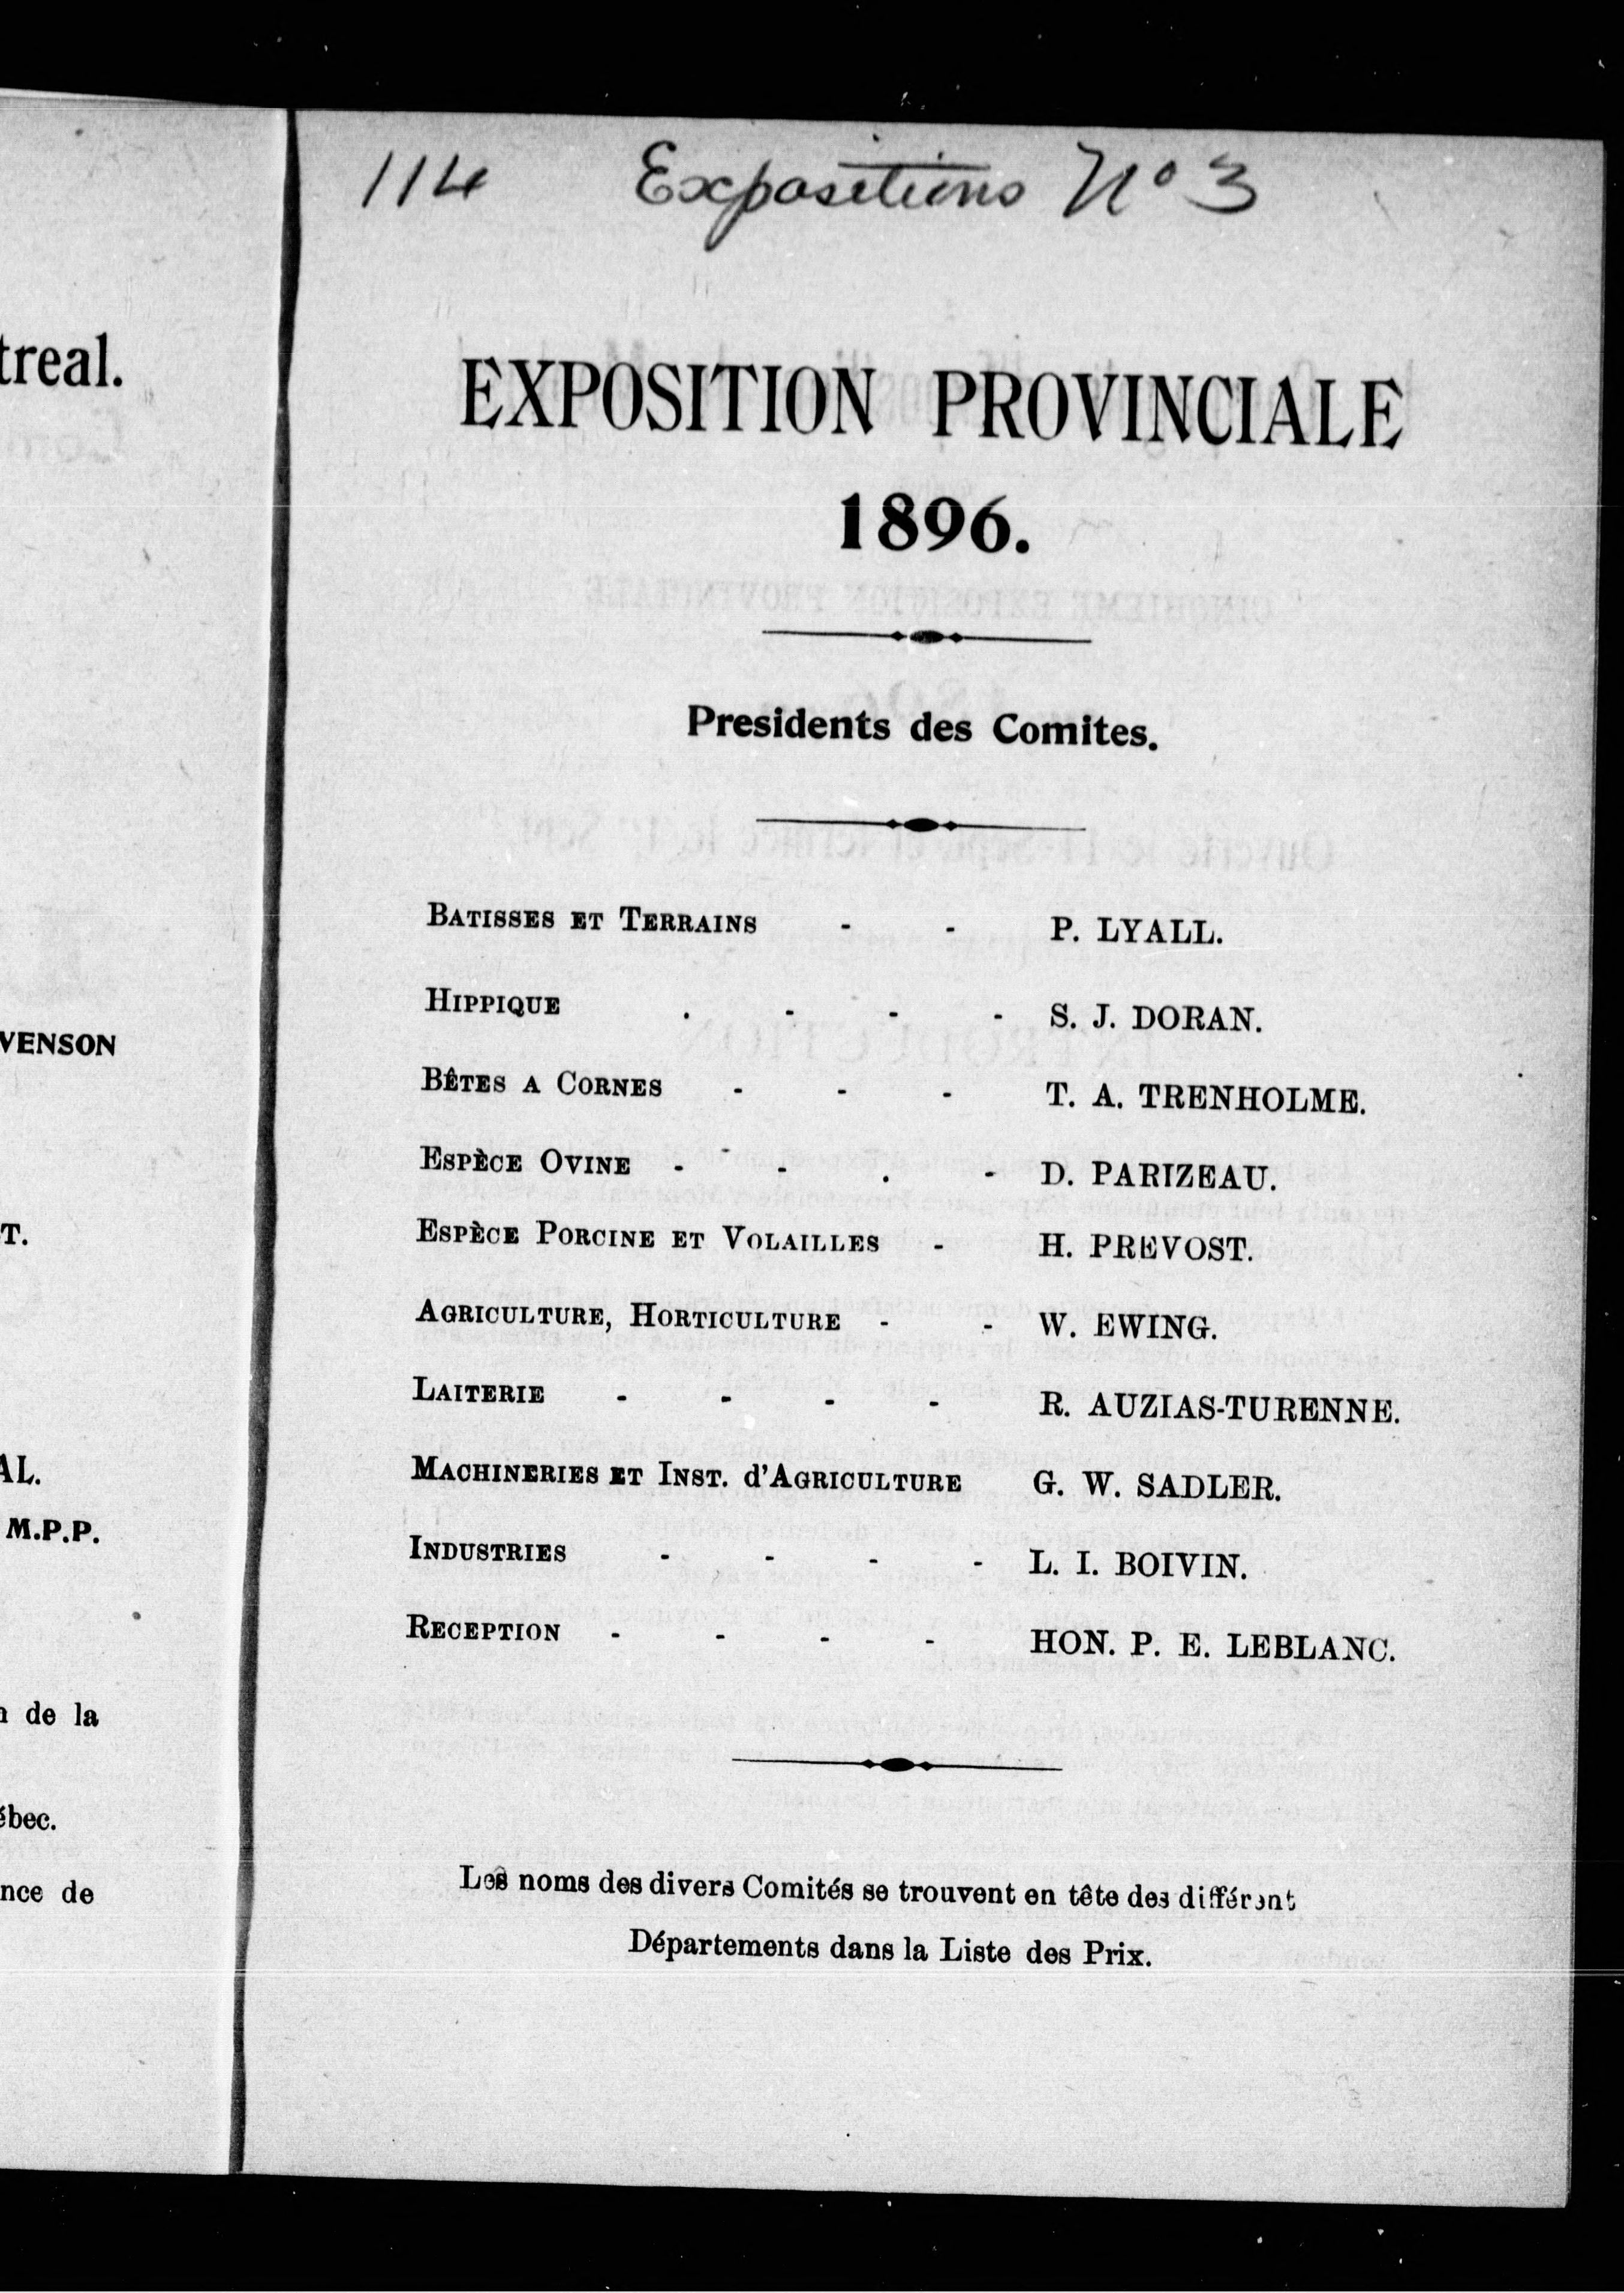 114 Expositions No 3
EXPOSITION PROVINCIALE
1896.
Presidents des Comites.
BATISSES ET TERRAINS - - P. LYALL.
HIPPIQUE . - - - S. J. DORAN.
BÊTES A CORNES - - - T. A. TRENHOLME.
ESPÈCE OVINE - - . - D. PARIZEAU.
ESPÈCE PORCINE ET VOLAILLES - H. PREVOST.
AGRICULTURE, HORTICULTURE - - W. EWING.
LAITERIE - - - - R. AUZIAS-TURENNE.
MACHINERIES ET INST. d'AGRICULTURE G. W. SADLER.
INDUSTRIES - - - - L. I. BOIVIN.
RECEPTION - - - - HON. P. E. LEBLANC.
Les noms des divers Comités se trouvent en tête des différent
Départements dans la Liste des Prix.
treal.
VENSON
T.
AL.
M.P.P.
de la
ébec.
nce de